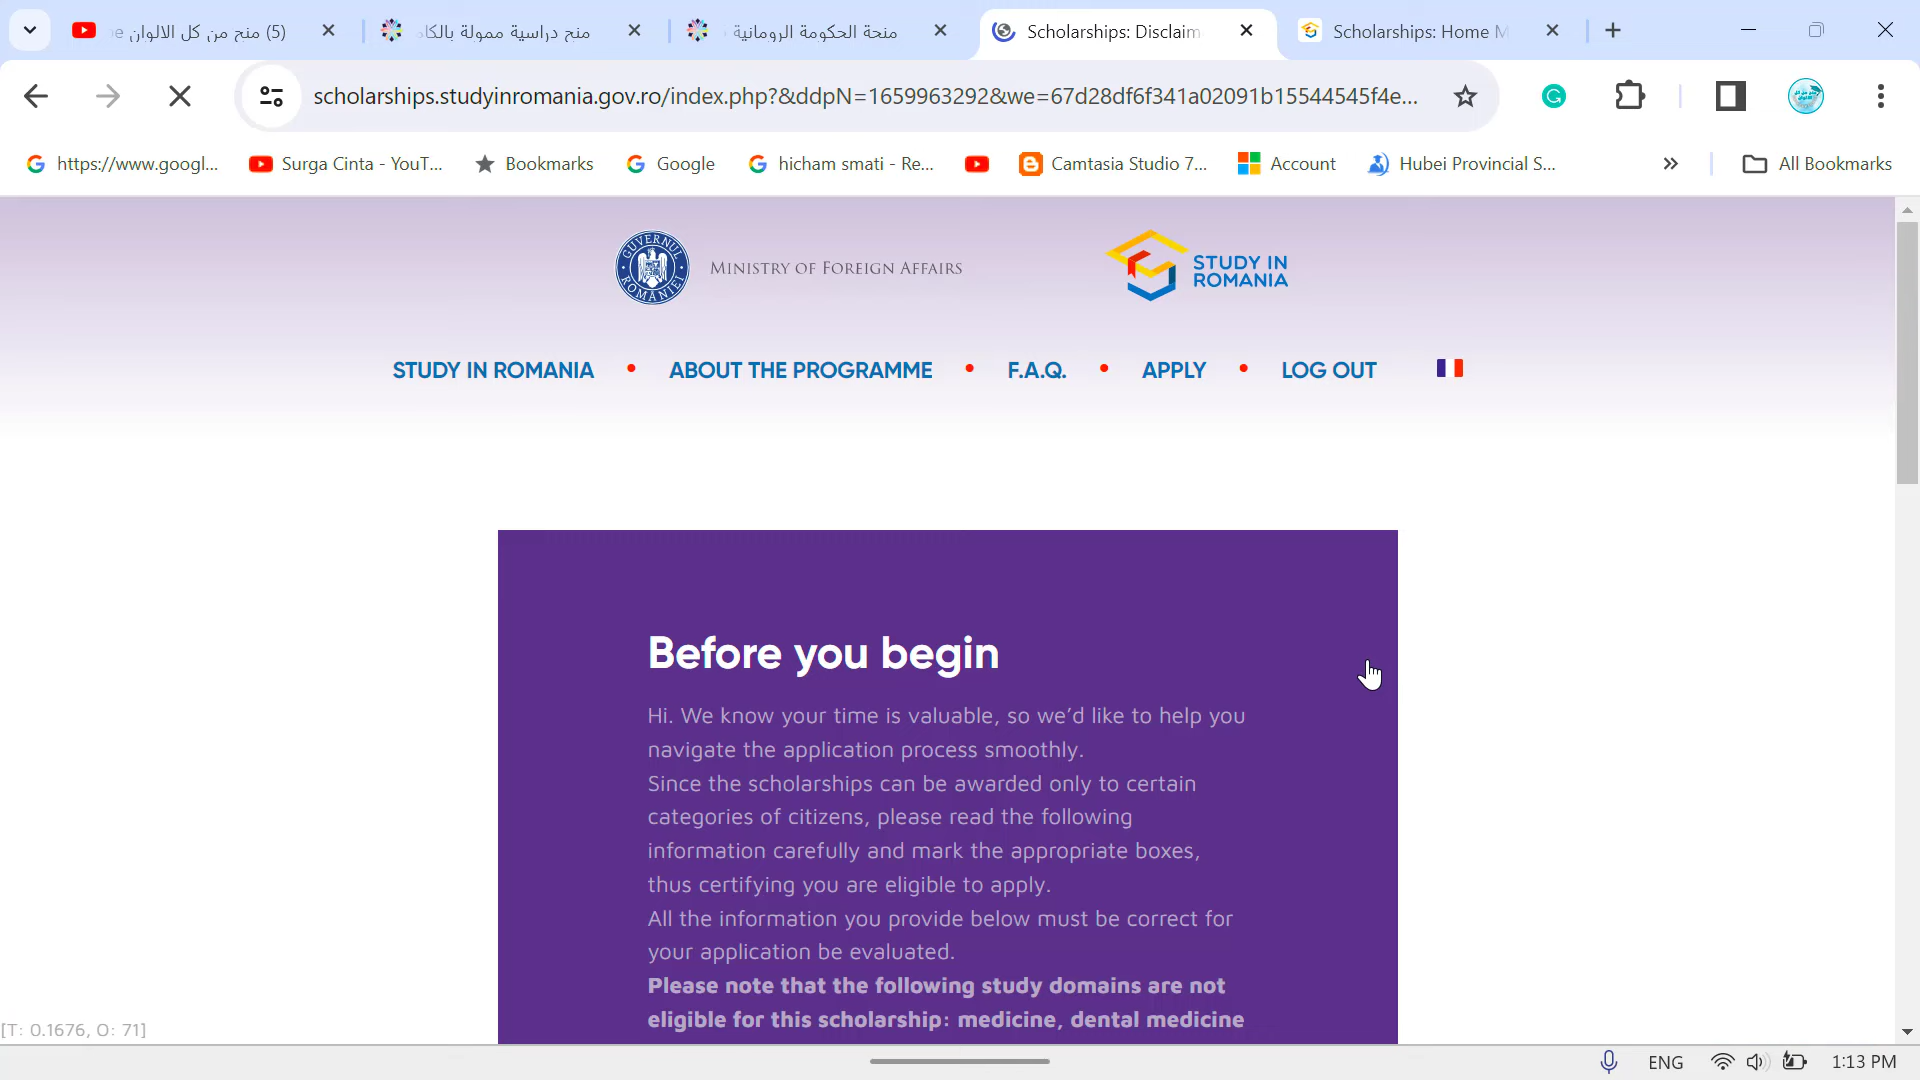 (5) منح من كل الالوان
منح دراسية ممولة
منحة الحكومة الرومانية
Scholarships: Disclaim
Scholarships: Home M
scholarships.studyinromania.gov.ro/index.php?&ddpN=1659963292&we=67d28df6f341a02091b15544545f4e...
https://www.googl...
Surga Cinta - YouT...
Bookmarks
Google
hicham smati - Re...
Camtasia Studio 7...
Account
Hubei Provincial S...
»
All Bookmarks
GUVERNUL ROMÂNIEI
MINISTRY OF FOREIGN AFFAIRS
STUDY IN
ROMANIA
STUDY IN ROMANIA • ABOUT THE PROGRAMME • F.A.Q. • APPLY • LOG OUT
Before you begin
Hi. We know your time is valuable, so we’d like to help you
navigate the application process smoothly.
Since the scholarships can be awarded only to certain
categories of citizens, please read the following
information carefully and mark the appropriate boxes,
thus certifying you are eligible to apply.
All the information you provide below must be correct for
your application be evaluated.
Please note that the following study domains are not
eligible for this scholarship: medicine, dental medicine
[T: 0.1676, O: 71]
ENG
1:13 PM